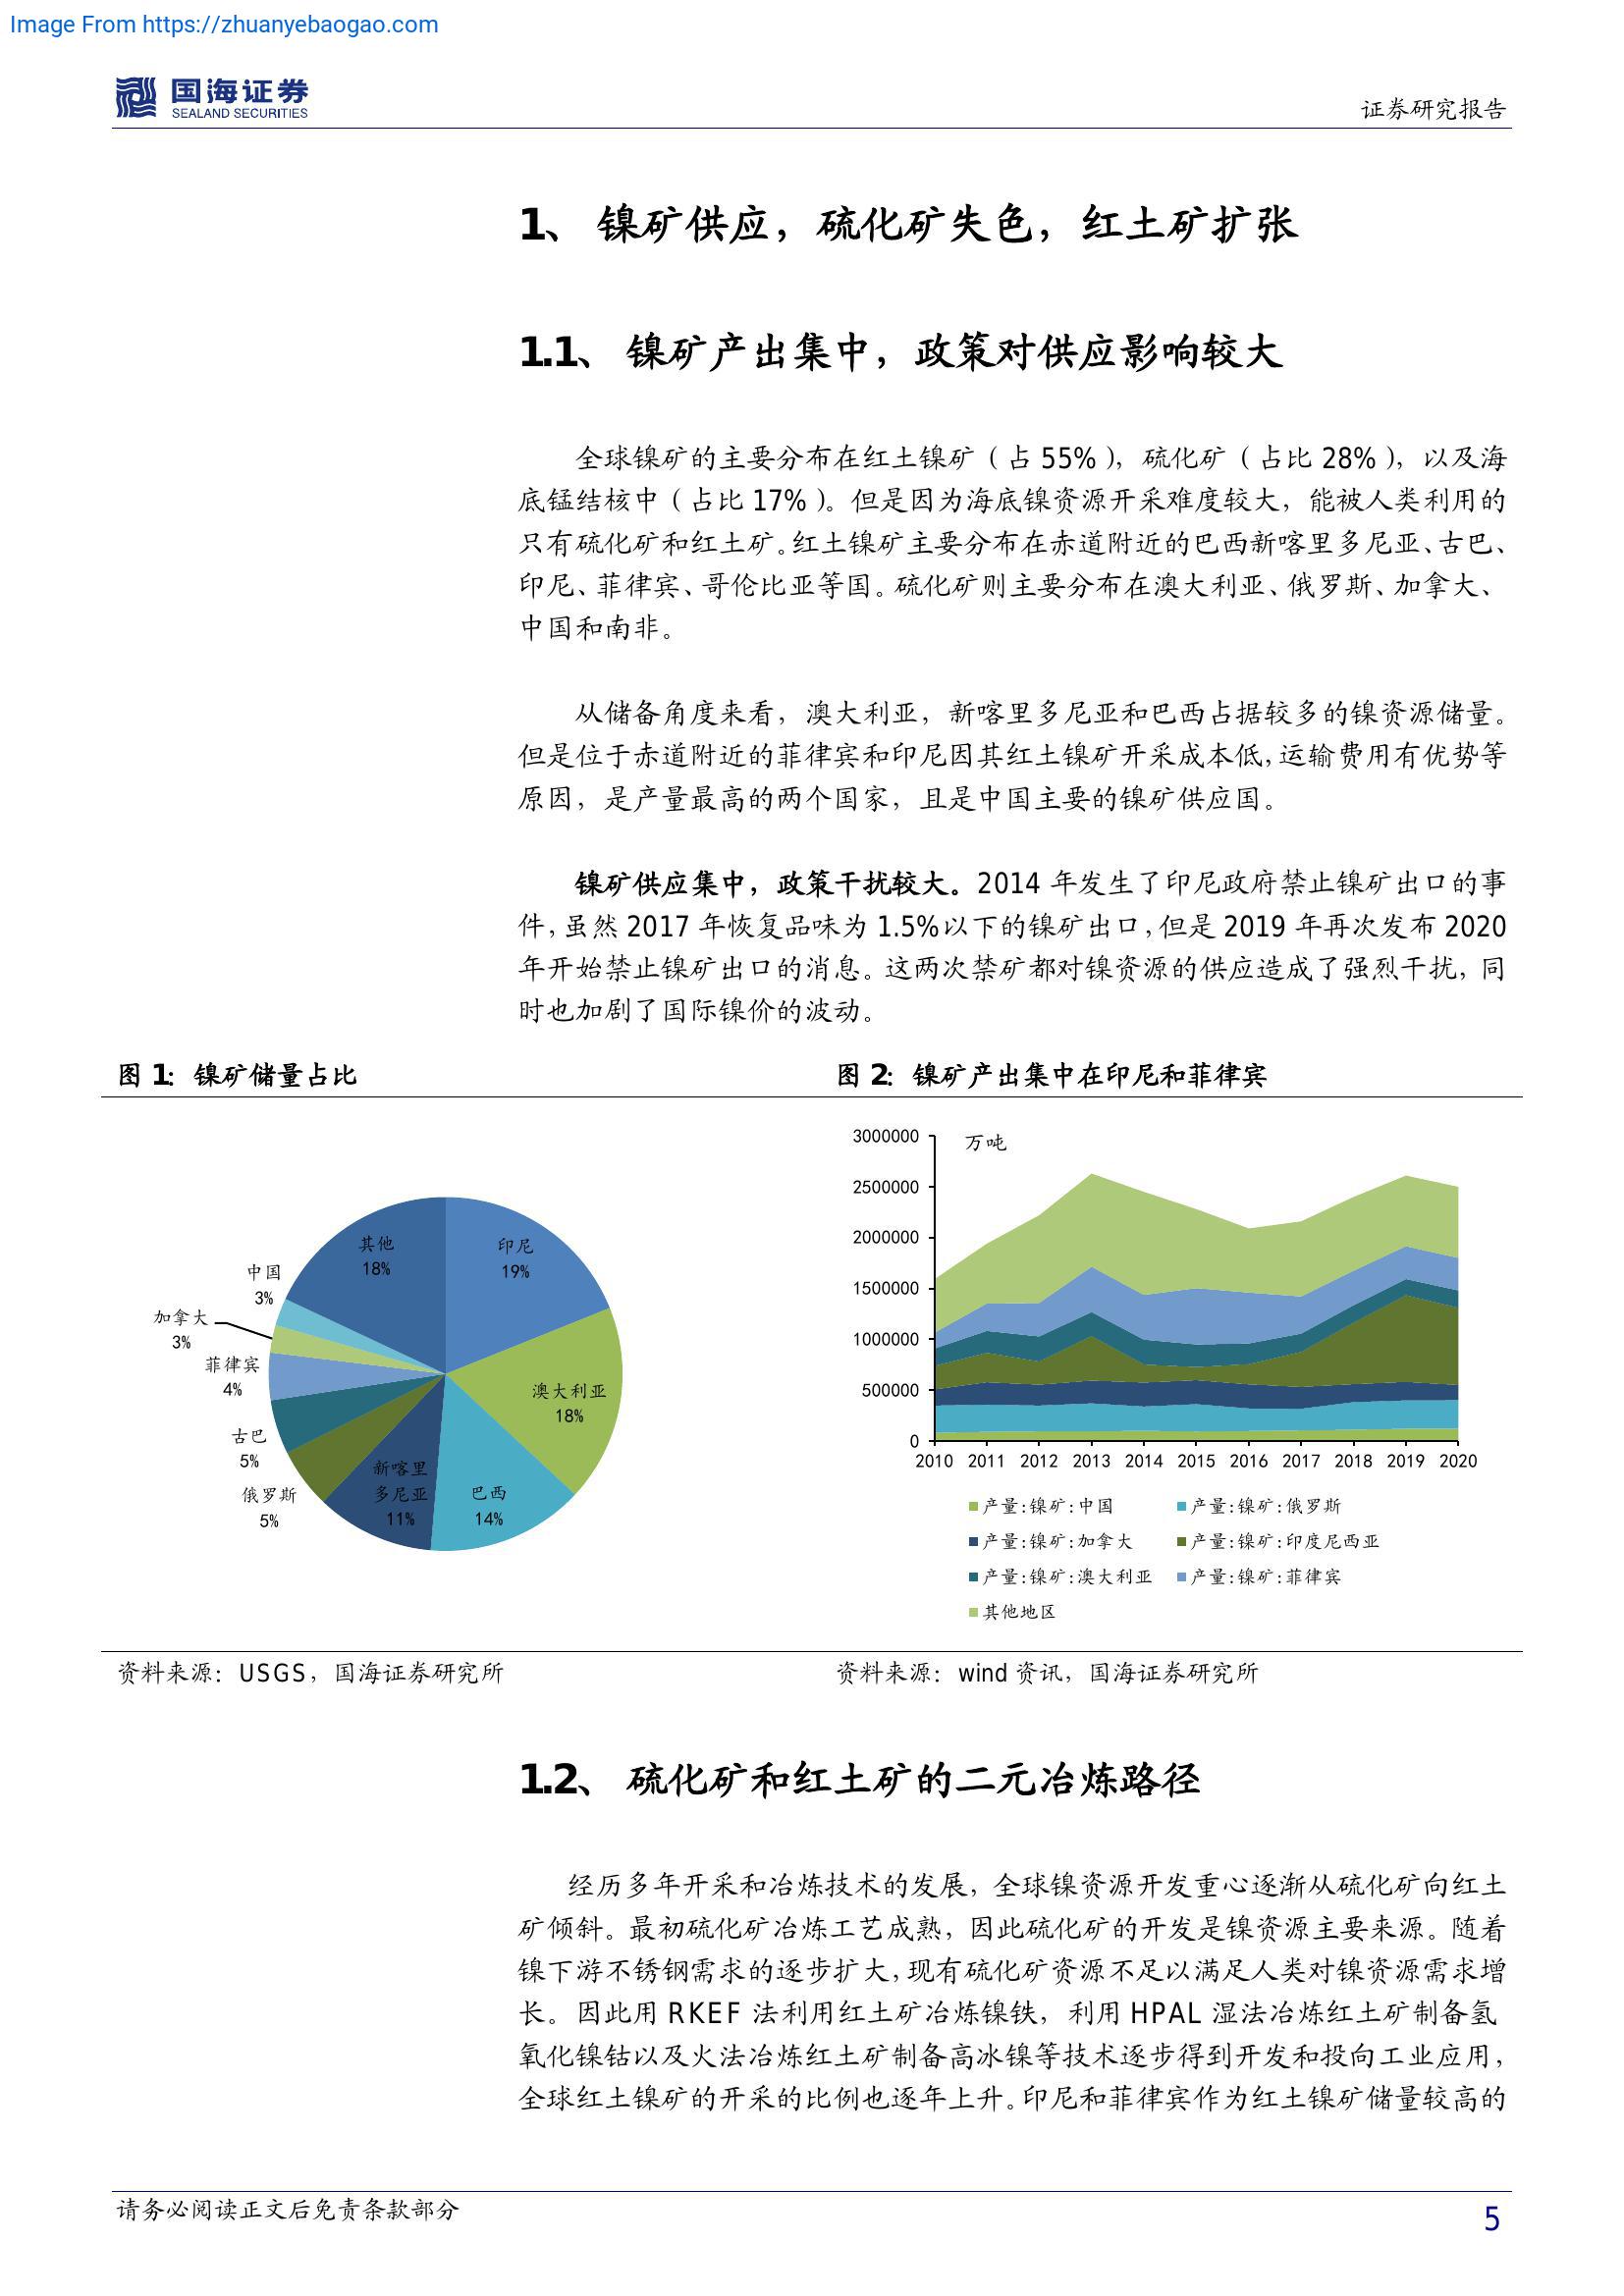 Image From https://zhuanyebaogao.com
国海证券
SEALAND SECURITIES
证券研究报告
1、 镍矿供应，硫化矿失色，红土矿扩张
1.1、 镍矿产出集中，政策对供应影响较大
全球镍矿的主要分布在红土镍矿（占 55%），硫化矿（占比 28%），以及海
底锰结核中（占比 17%）。但是因为海底镍资源开采难度较大，能被人类利用的
只有硫化矿和红土矿。红土镍矿主要分布在赤道附近的巴西新喀里多尼亚、古巴、
印尼、菲律宾、哥伦比亚等国。硫化矿则主要分布在澳大利亚、俄罗斯、加拿大、
中国和南非。
从储备角度来看，澳大利亚，新喀里多尼亚和巴西占据较多的镍资源储量。
但是位于赤道附近的菲律宾和印尼因其红土镍矿开采成本低，运输费用有优势等
原因，是产量最高的两个国家，且是中国主要的镍矿供应国。
镍矿供应集中，政策干扰较大。2014 年发生了印尼政府禁止镍矿出口的事
件，虽然 2017 年恢复品味为 1.5%以下的镍矿出口，但是 2019 年再次发布 2020
年开始禁止镍矿出口的消息。这两次禁矿都对镍资源的供应造成了强烈干扰，同
时也加剧了国际镍价的波动。
图 1：镍矿储量占比
印尼
19%
澳大利亚
18%
巴西
14%
新喀里
多尼亚
11%
俄罗斯
5%
古巴
5%
菲律宾
4%
加拿大
3%
中国
3%
其他
18%
资料来源：USGS，国海证券研究所
图 2：镍矿产出集中在印尼和菲律宾
万吨
3000000
2500000
2000000
1500000
1000000
500000
0
2010 2011 2012 2013 2014 2015 2016 2017 2018 2019 2020
产量:镍矿:中国 产量:镍矿:俄罗斯
产量:镍矿:加拿大 产量:镍矿:印度尼西亚
产量:镍矿:澳大利亚 产量:镍矿:菲律宾
其他地区
资料来源：wind 资讯，国海证券研究所
1.2、 硫化矿和红土矿的二元冶炼路径
经历多年开采和冶炼技术的发展，全球镍资源开发重心逐渐从硫化矿向红土
矿倾斜。最初硫化矿冶炼工艺成熟，因此硫化矿的开发是镍资源主要来源。随着
镍下游不锈钢需求的逐步扩大，现有硫化矿资源不足以满足人类对镍资源需求增
长。因此用 RKEF 法利用红土矿冶炼镍铁，利用 HPAL 湿法冶炼红土矿制备氢
氧化镍钴以及火法冶炼红土矿制备高冰镍等技术逐步得到开发和投向工业应用，
全球红土镍矿的开采的比例也逐年上升。印尼和菲律宾作为红土镍矿储量较高的
请务必阅读正文后免责条款部分
5